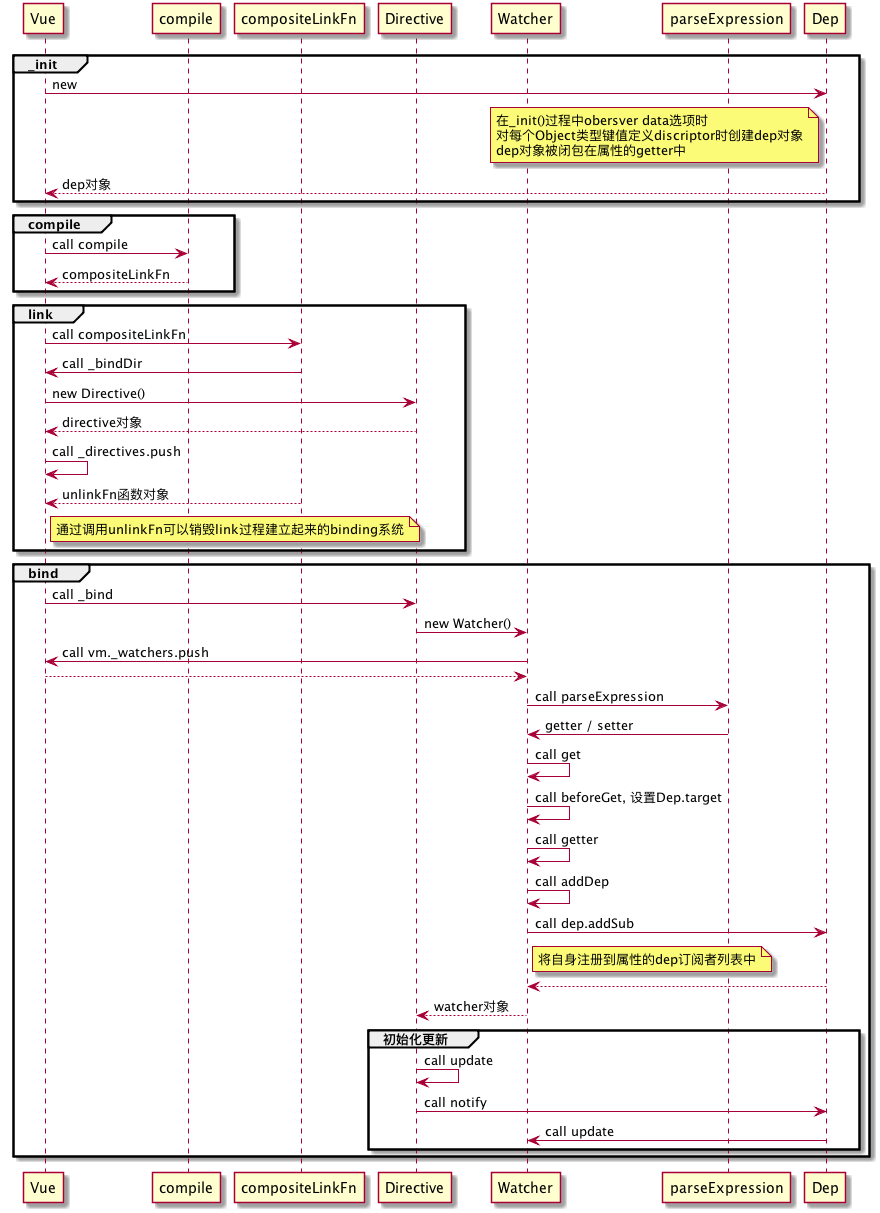 Vue compile compositeLinkFn Directive Watcher parseExpression Dep
_init
new
在_init()过程中obersver data选项时
对每个Object类型键值定义discriptor时创建dep对象
dep对象被闭包在属性的getter中
dep对象
compile
call compile
compositeLinkFn
link
call compositeLinkFn
call _bindDir
new Directive()
directive对象
call _directives.push
unlinkFn函数对象
通过调用unlinkFn可以销毁link过程建立起来的binding系统
bind
call _bind
new Watcher()
call vm._watchers.push
call parseExpression
getter / setter
call get
call beforeGet, 设置Dep.target
call getter
call addDep
call dep.addSub
将自身注册到属性的dep订阅者列表中
watcher对象
初始化更新
call update
call notify
call update
Vue compile compositeLinkFn Directive Watcher parseExpression Dep